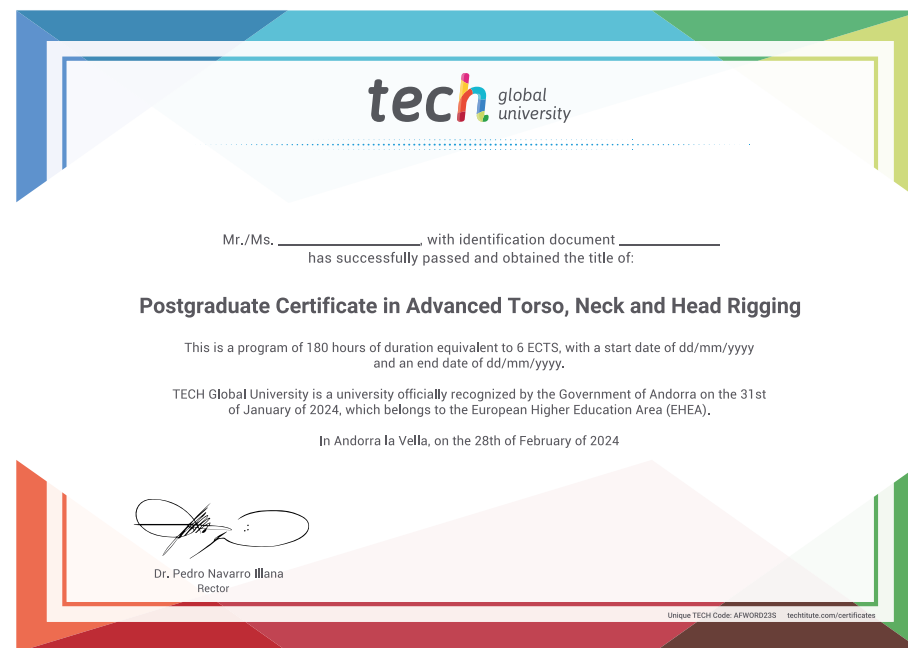 tech global university
Mr./Ms. ____________________, with identification document ______________
has successfully passed and obtained the title of:
Postgraduate Certificate in Advanced Torso, Neck and Head Rigging
This is a program of 180 hours of duration equivalent to 6 ECTS, with a start date of dd/mm/yyyy
and an end date of dd/mm/yyyy.
TECH Global University is a university officially recognized by the Government of Andorra on the 31st
of January of 2024, which belongs to the European Higher Education Area (EHEA).
In Andorra la Vella, on the 28th of February of 2024
Dr. Pedro Navarro Illana
Rector
Unique TECH Code: AFWORD23S techtitute.com/certificates